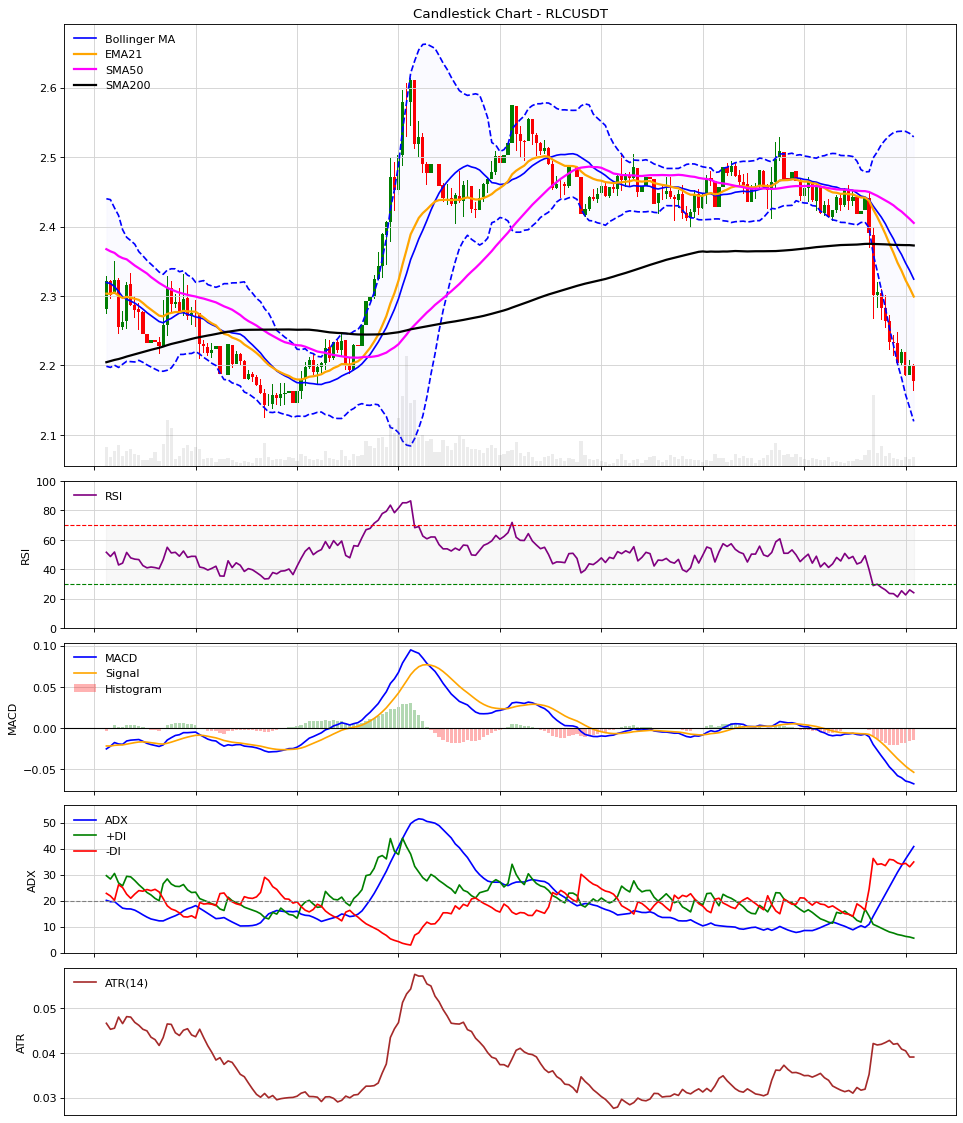 Candlestick Chart - RLCUSDT
Bollinger MA
EMA21
SMA50
SMA200
2.6
2.5
2.4
2.3
2.2
2.1
RSI
100
80
60
40
20
0
RSI
MACD
Signal
Histogram
0.10
0.05
0.00
−0.05
MACD
ADX
+DI
-DI
50
40
30
20
10
0
ADX
ATR(14)
0.05
0.04
0.03
ATR